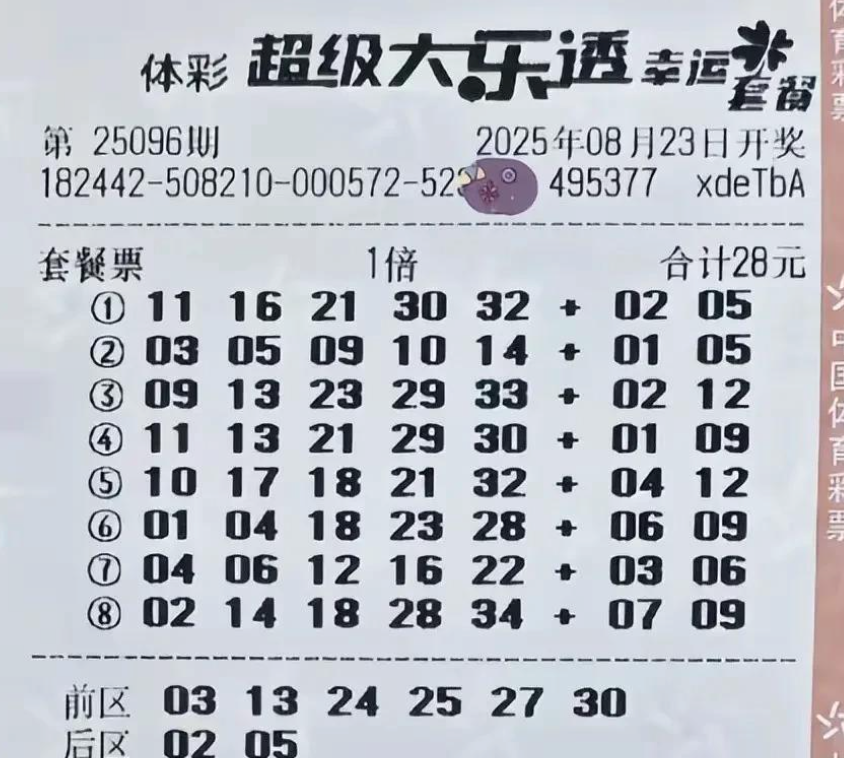 体彩 超级大乐透 幸运套餐
第 25096期 2025年08月23日开奖
182442-508210-000572-52 495377 xdeTbA
套餐票 1倍 合计28元
① 11 16 21 30 32 + 02 05
② 03 05 09 10 14 + 01 05
③ 09 13 23 29 33 + 02 12
④ 11 13 21 29 30 + 01 09
⑤ 10 17 18 21 32 + 04 12
⑥ 01 04 18 23 28 + 06 09
⑦ 04 06 12 16 22 + 03 06
⑧ 02 14 18 28 34 + 07 09
前区 03 13 24 25 27 30
后区 02 05
体育彩票
中国体育彩票